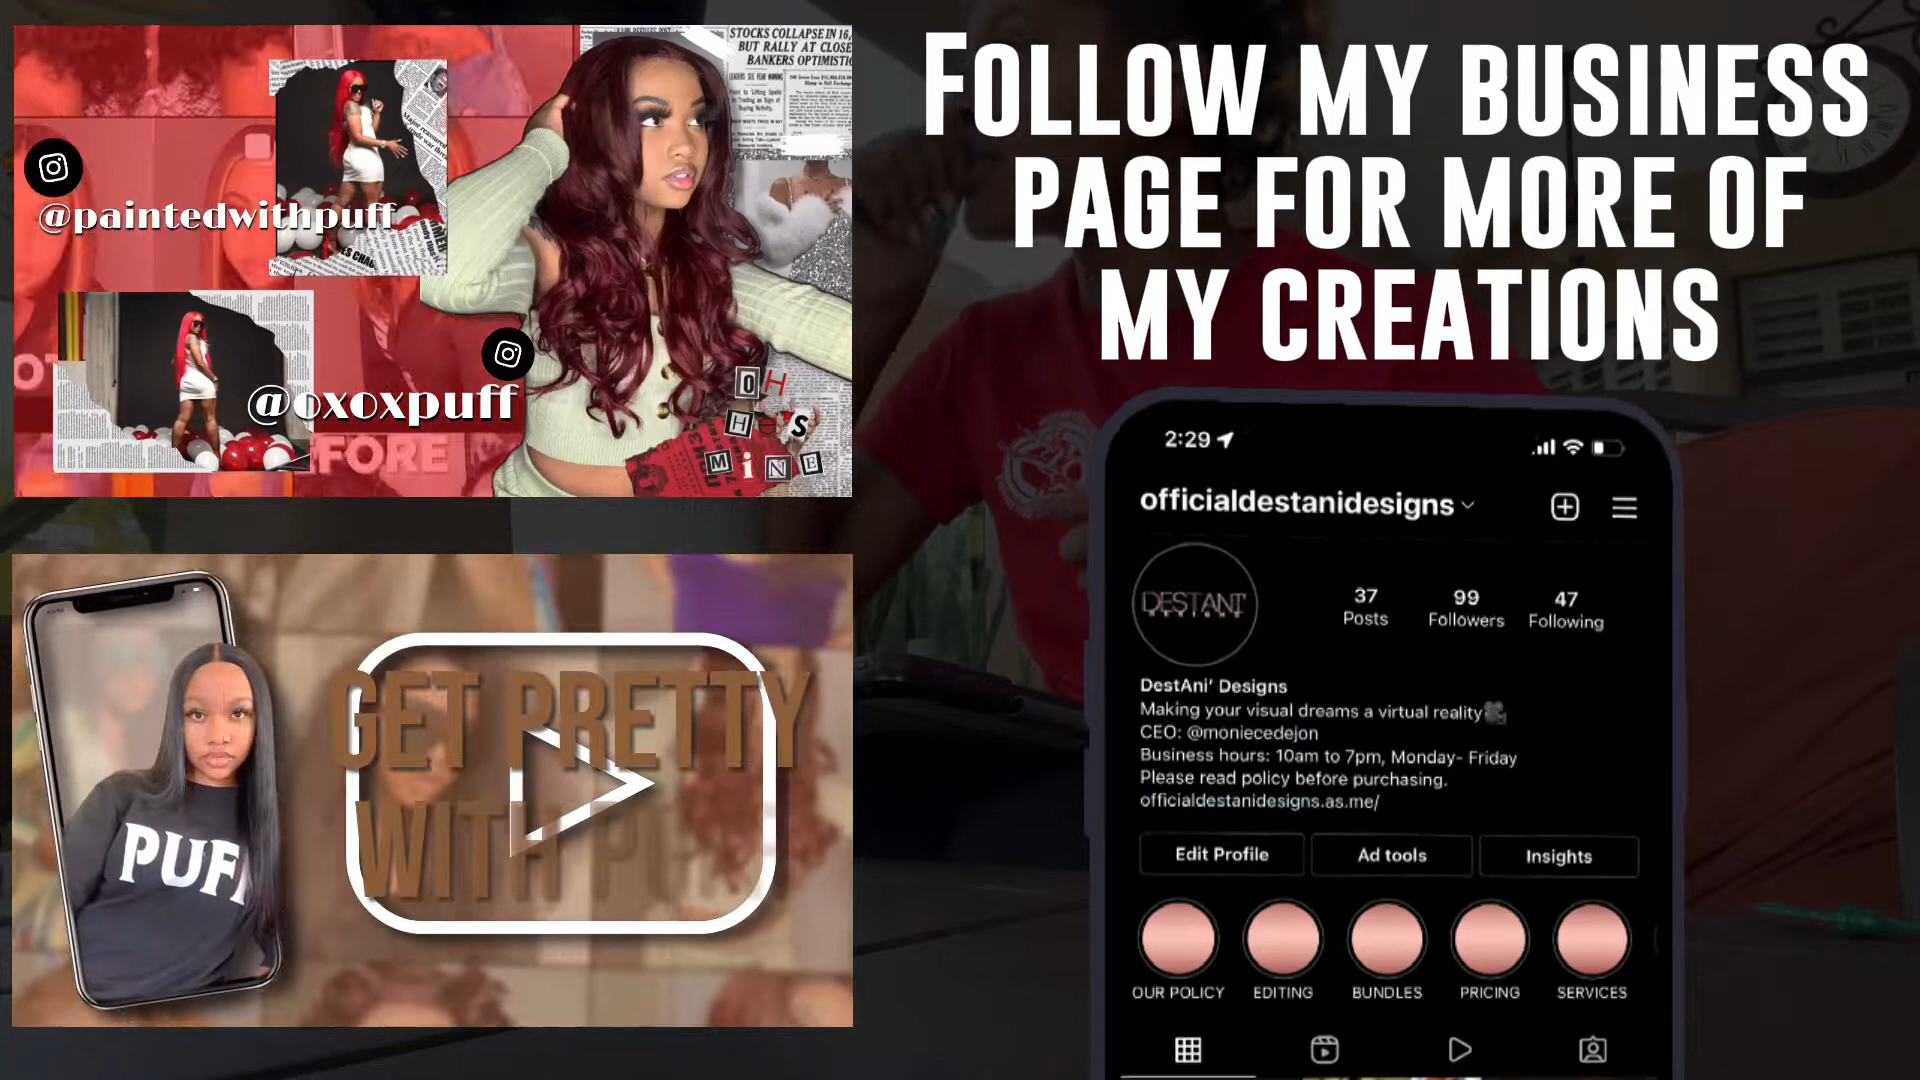 STOCKS COLLAPSE IN 16,
BUT RALLY AT CLOSE
BANKERS OPTIMISTIC
@paintedwithpuff
@oxoxpuff
EFORE
OH
He's
MiNE
GET PRETTY
WITH
PUFF
FOLLOW MY BUSINESS
PAGE FOR MORE OF
MY CREATIONS
2:29
officialdestanidesigns
DESTANI'
DESIGNS
37 99 47
Posts Followers Following
DestAni' Designs
Making your visual dreams a virtual reality
CEO: @moniecedejon
Business hours: 10am to 7pm, Monday- Friday
Please read policy before purchasing.
officialdestanidesigns.as.me/
Edit Profile Ad tools Insights
OUR POLICY EDITING BUNDLES PRICING SERVICES